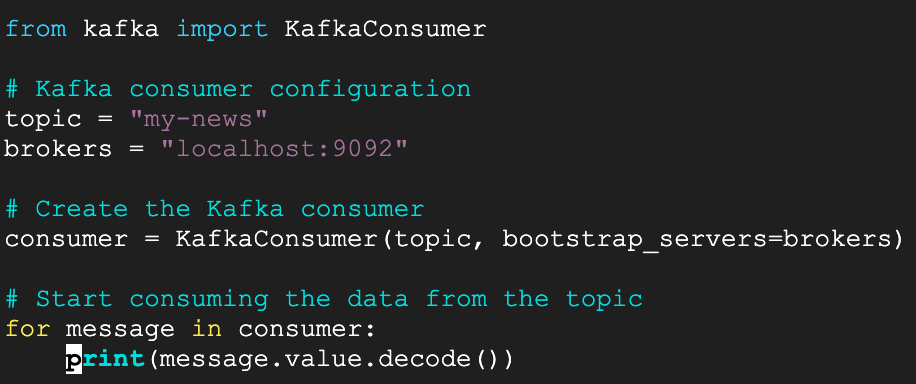 from kafka import KafkaConsumer
# Kafka consumer configuration
topic = "my-news"
brokers = "localhost:9092"
# Create the Kafka consumer
consumer = KafkaConsumer(topic, bootstrap_servers=brokers)
# Start consuming the data from the topic
for message in consumer:
    print(message.value.decode())